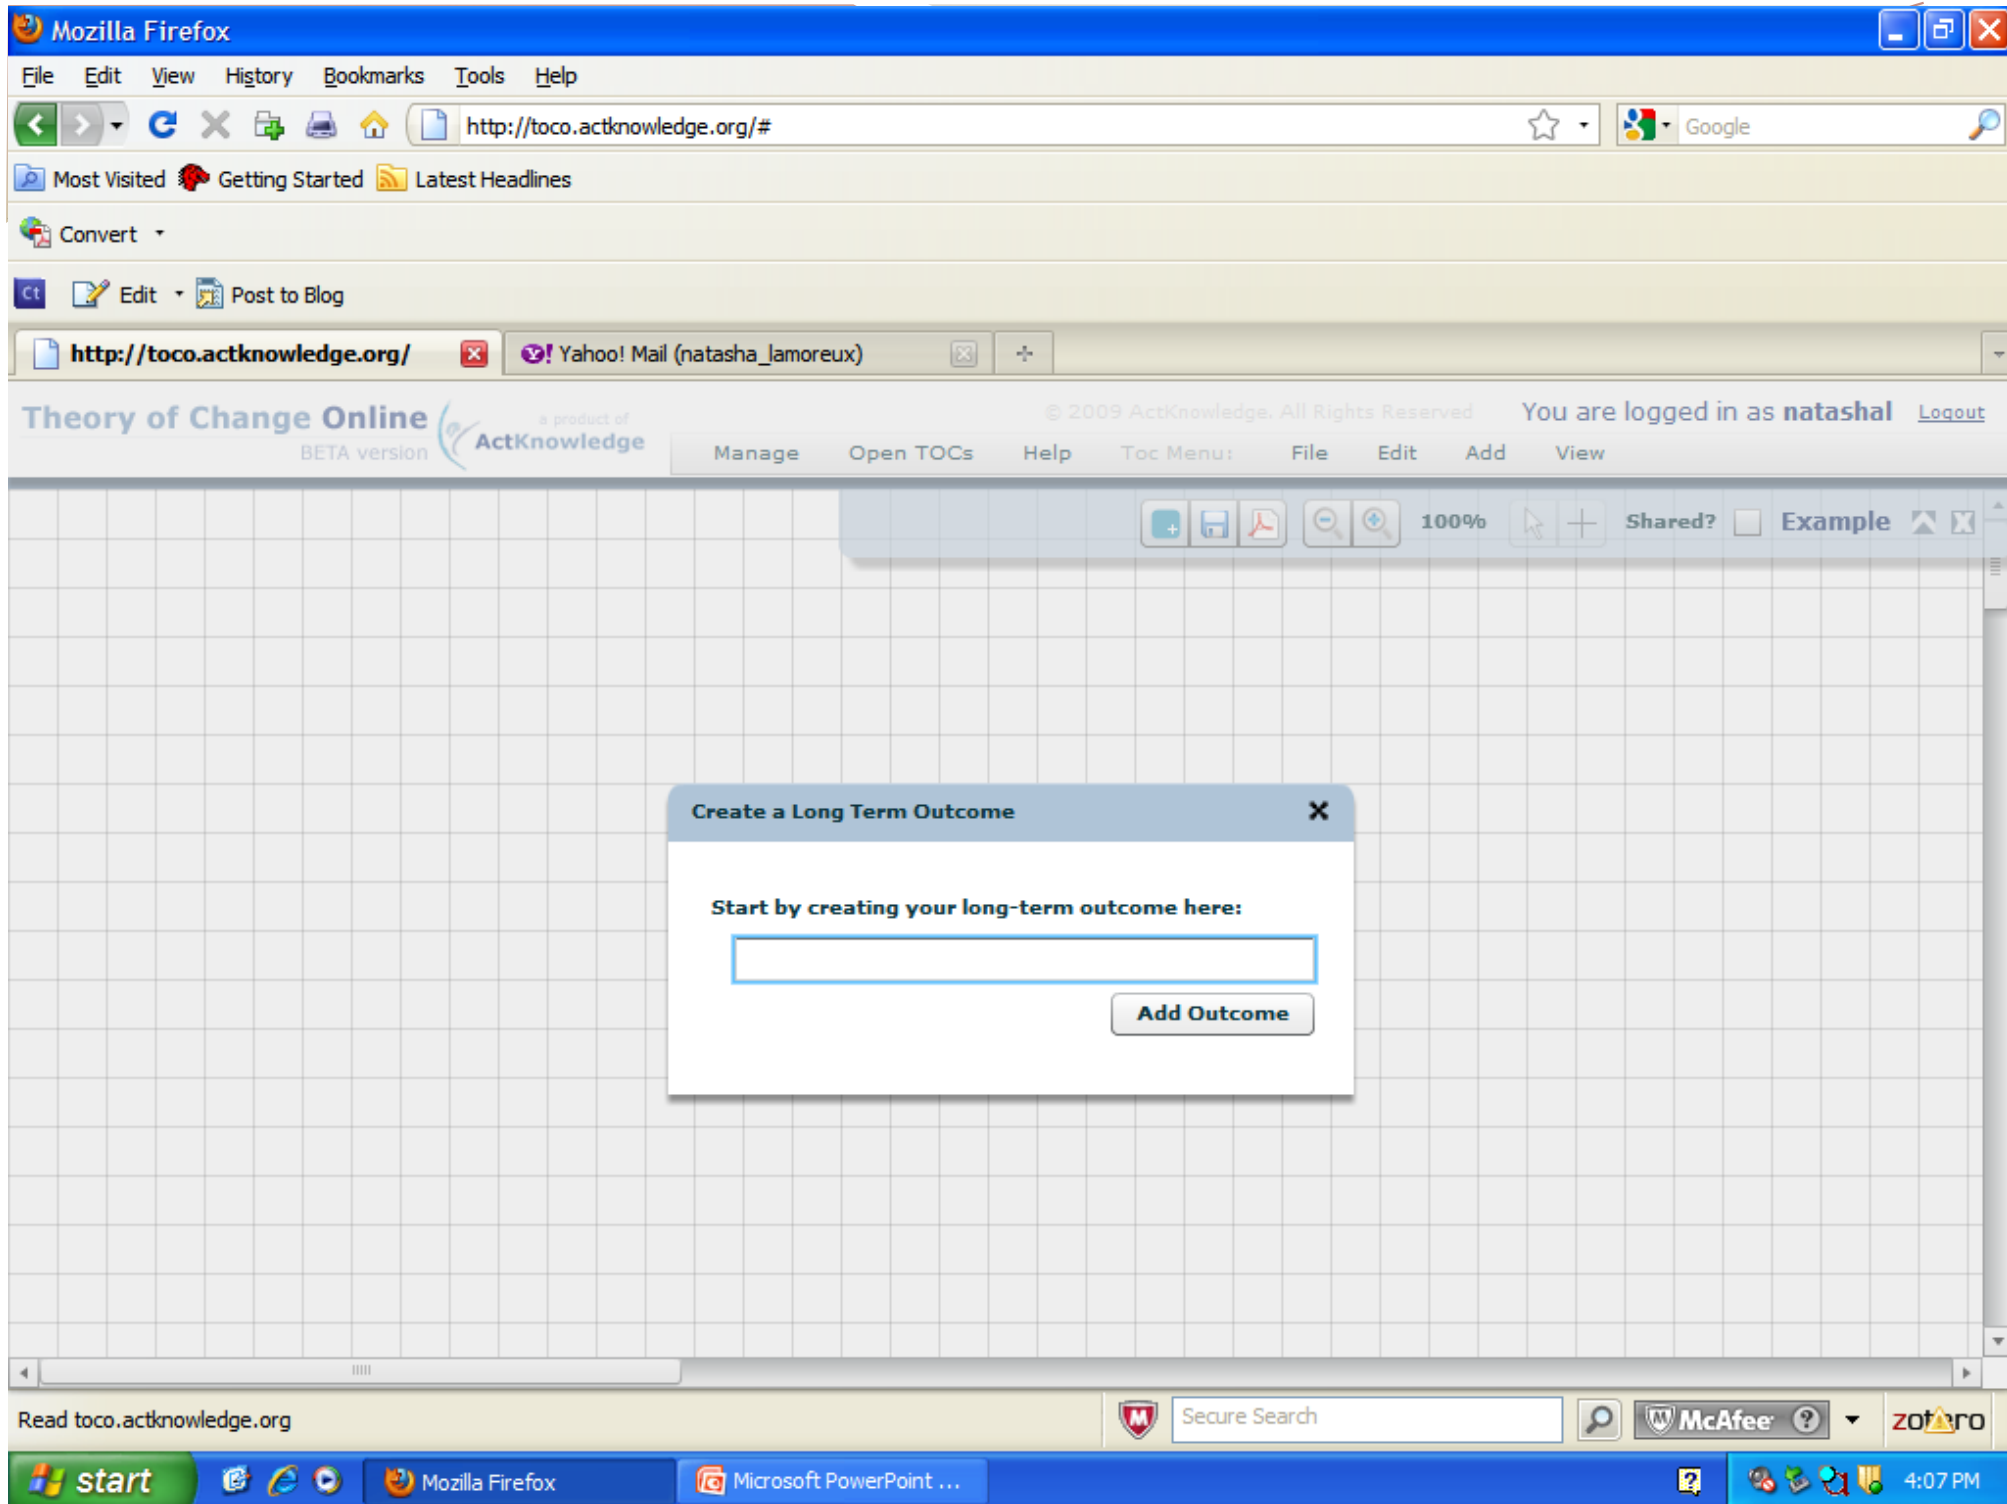 Mozilla Firefox
File Edit View History Bookmarks Tools Help
http://toco.actknowledge.org/# Google
Most Visited Getting Started Latest Headlines
Convert
Ct Edit Post to Blog
http://toco.actknowledge.org/ Yahoo! Mail (natasha_lamoreux)
Theory of Change Online a product of © 2009 ActKnowledge. All Rights Reserved You are logged in as natashal Logout
BETA version ActKnowledge Manage Open TOCs Help Toc Menu: File Edit Add View
100% Shared? Example
Create a Long Term Outcome
Start by creating your long-term outcome here:
Add Outcome
Read toco.actknowledge.org Secure Search McAfee zotero
start Mozilla Firefox Microsoft PowerPoint ... 4:07 PM